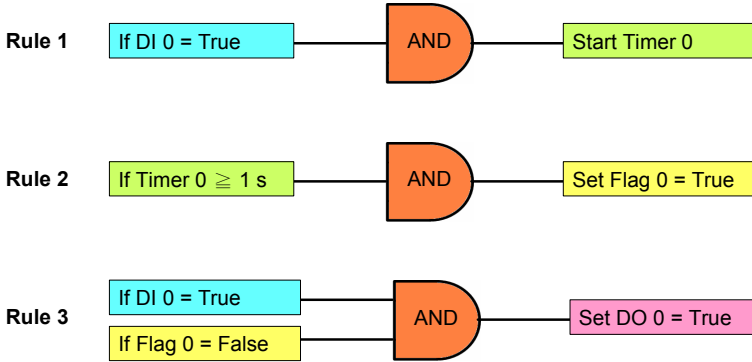 Rule 1
If DI 0 = True
AND
Start Timer 0
Rule 2
If Timer 0 ≧ 1 s
AND
Set Flag 0 = True
Rule 3
If DI 0 = True
If Flag 0 = False
AND
Set DO 0 = True